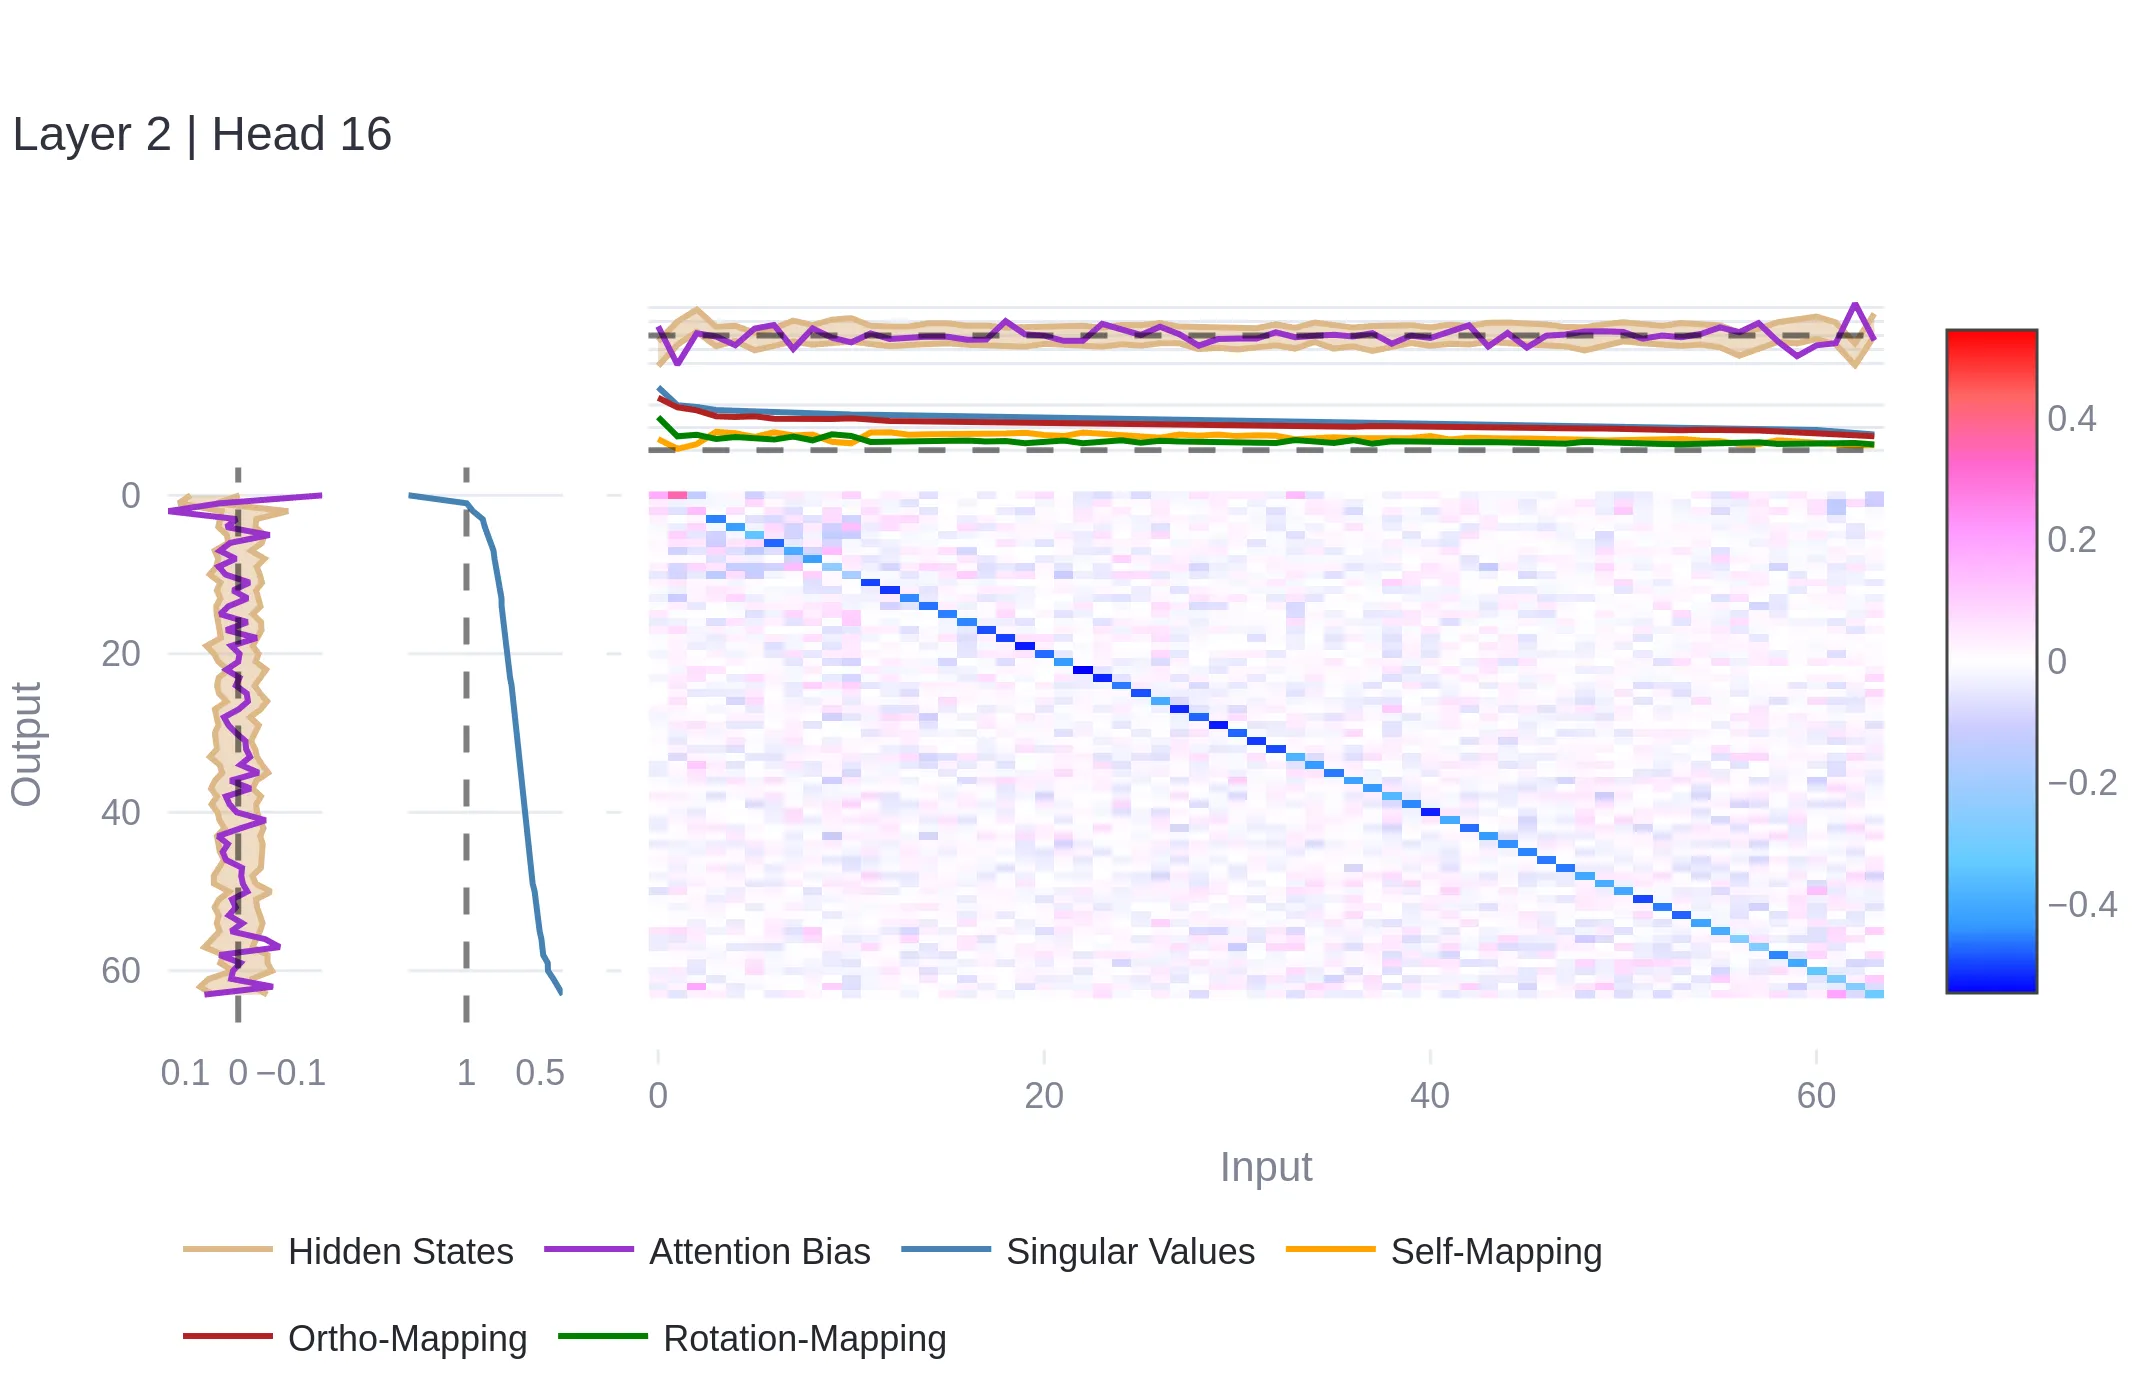 Layer 2 | Head 16
0
20
40
60
Output
0.1 0 −0.1
1 0.5
0 20 40 60
Input
0.4
0.2
0
−0.2
−0.4
Hidden States Attention Bias Singular Values Self-Mapping
Ortho-Mapping Rotation-Mapping